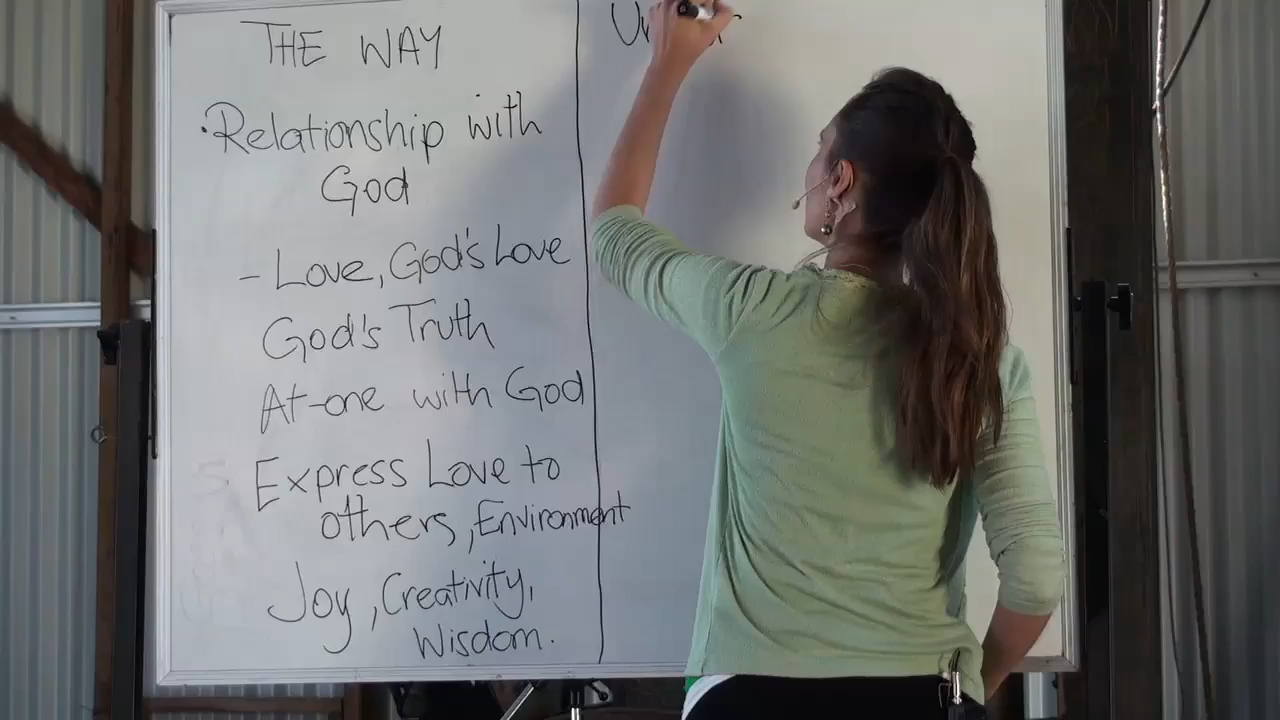 THE WAY
• Relationship with
God
- Love, God's Love
God's Truth
At-one with God
Express Love to
others, Environment
Joy, Creativity,
Wisdom.